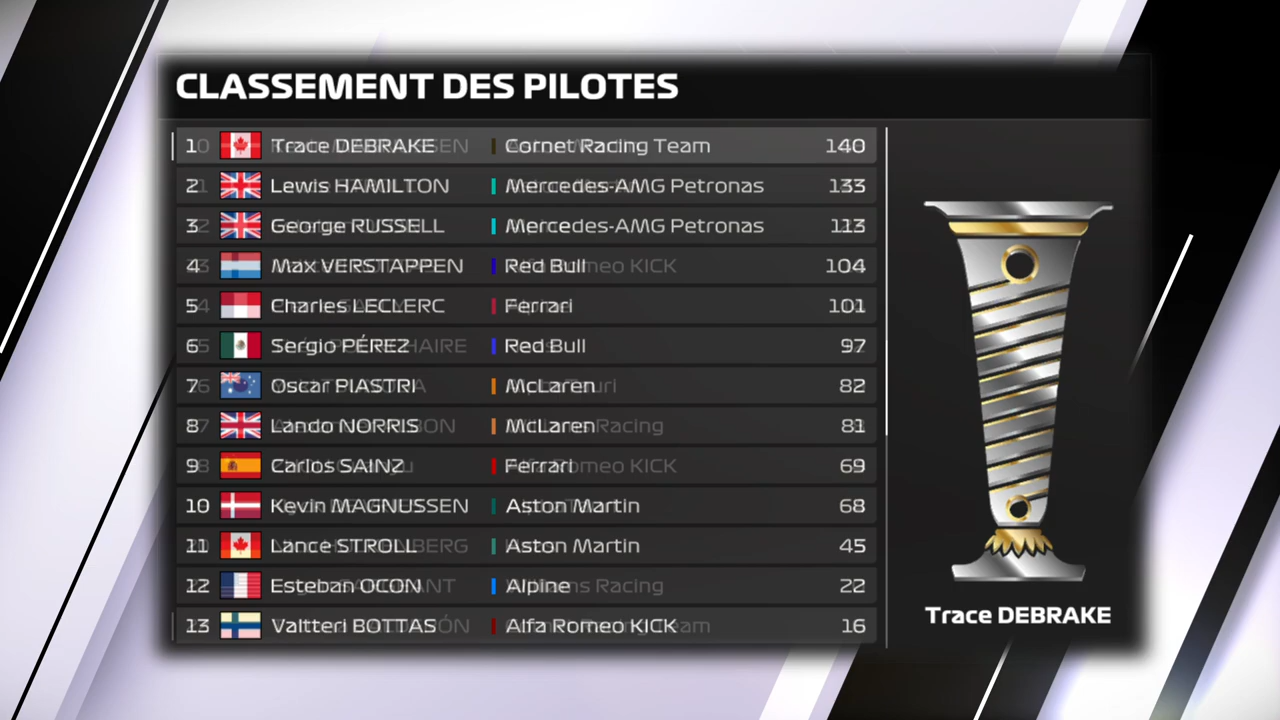 CLASSEMENT DES PILOTES
1 Trace DEBRAKE Cornet Racing Team 140
2 Lewis HAMILTON Mercedes-AMG Petronas 133
3 George RUSSELL Mercedes-AMG Petronas 113
4 Max VERSTAPPEN Red Bull 104
5 Charles LECLERC Ferrari 101
6 Sergio PÉREZ Red Bull 97
7 Oscar PIASTRI McLaren 82
8 Lando NORRIS McLaren 81
9 Carlos SAINZ Ferrari 69
10 Kevin MAGNUSSEN Aston Martin 68
11 Lance STROLL Aston Martin 45
12 Esteban OCON Alpine 22
13 Valtteri BOTTAS Alfa Romeo KICK 16
Trace DEBRAKE